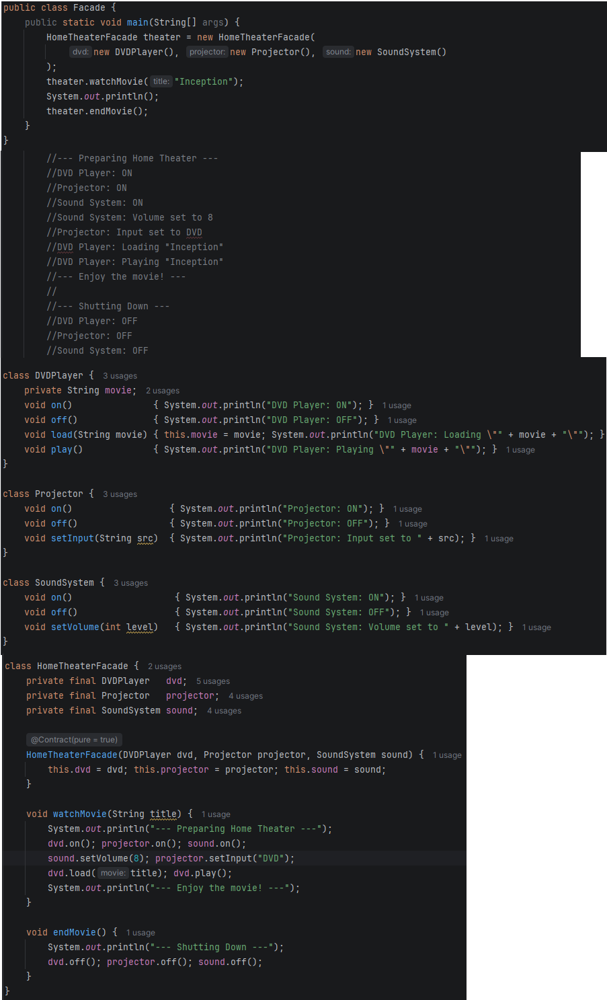 public class Facade {
    public static void main(String[] args) {
        HomeTheaterFacade theater = new HomeTheaterFacade(
            dvd: new DVDPlayer(), projector: new Projector(), sound: new SoundSystem()
        );
        theater.watchMovie( title: "Inception");
        System.out.println();
        theater.endMovie();
    }
}
        //--- Preparing Home Theater ---
        //DVD Player: ON
        //Projector: ON
        //Sound System: ON
        //Sound System: Volume set to 8
        //Projector: Input set to DVD
        //DVD Player: Loading "Inception"
        //DVD Player: Playing "Inception"
        //--- Enjoy the movie! ---
        //
        //--- Shutting Down ---
        //DVD Player: OFF
        //Projector: OFF
        //Sound System: OFF
class DVDPlayer { 3 usages
    private String movie; 2 usages
    void on()               { System.out.println("DVD Player: ON"); } 1 usage
    void off()              { System.out.println("DVD Player: OFF"); } 1 usage
    void load(String movie) { this.movie = movie; System.out.println("DVD Player: Loading \"" + movie + "\""); }
    void play()             { System.out.println("DVD Player: Playing \"" + movie + "\""); } 1 usage
}

class Projector { 3 usages
    void on()                  { System.out.println("Projector: ON"); } 1 usage
    void off()                 { System.out.println("Projector: OFF"); } 1 usage
    void setInput(String src)  { System.out.println("Projector: Input set to " + src); } 1 usage
}

class SoundSystem { 3 usages
    void on()                   { System.out.println("Sound System: ON"); } 1 usage
    void off()                  { System.out.println("Sound System: OFF"); } 1 usage
    void setVolume(int level)   { System.out.println("Sound System: Volume set to " + level); } 1 usage
}
class HomeTheaterFacade { 2 usages
    private final DVDPlayer   dvd; 5 usages
    private final Projector   projector; 4 usages
    private final SoundSystem sound; 4 usages

    @Contract(pure = true)
    HomeTheaterFacade(DVDPlayer dvd, Projector projector, SoundSystem sound) { 1 usage
        this.dvd = dvd; this.projector = projector; this.sound = sound;
    }

    void watchMovie(String title) { 1 usage
        System.out.println("--- Preparing Home Theater ---");
        dvd.on(); projector.on(); sound.on();
        sound.setVolume(8); projector.setInput("DVD");
        dvd.load( movie: title); dvd.play();
        System.out.println("--- Enjoy the movie! ---");
    }

    void endMovie() { 1 usage
        System.out.println("--- Shutting Down ---");
        dvd.off(); projector.off(); sound.off();
    }
}